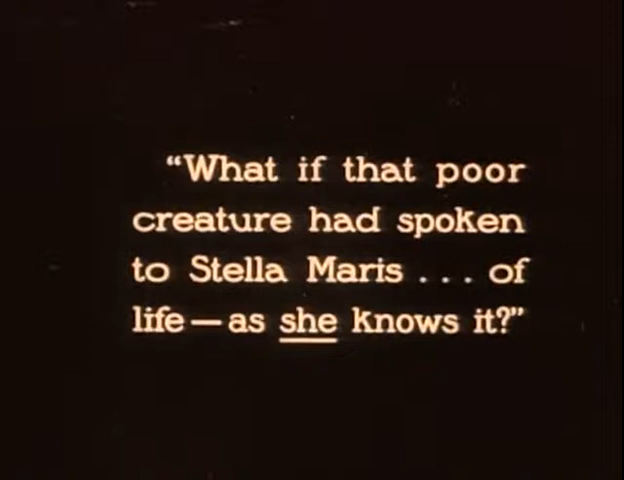 “What if that poor
creature had spoken
to Stella Maris . . . of
life — as she knows it?”